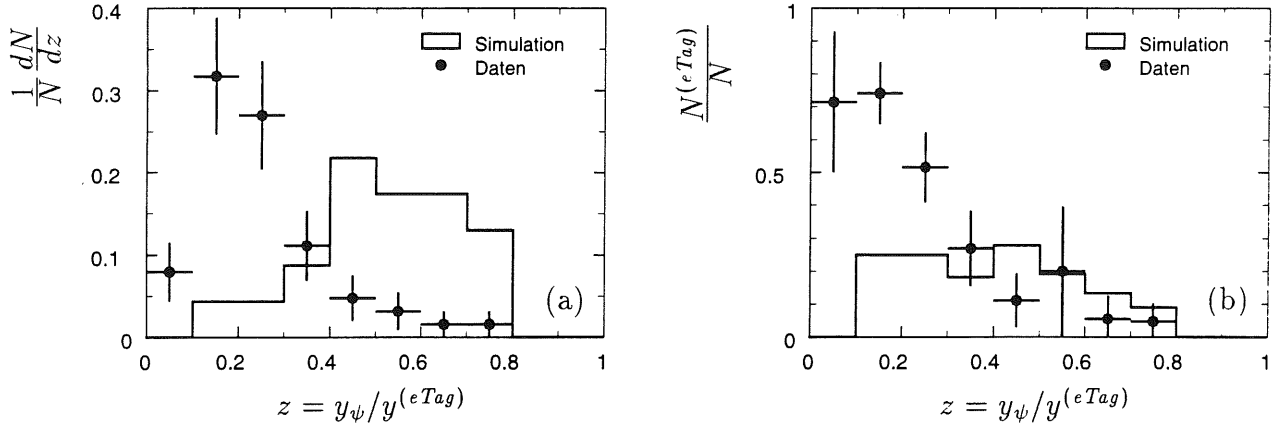 0.4
0.3
0.2
0.1
0
1/N dN/dz
Simulation
Daten
(a)
0 0.2 0.4 0.6 0.8 1
z = y_ψ/y^(eTag)
1
0.5
0
N^(eTag)/N
Simulation
Daten
(b)
0 0.2 0.4 0.6 0.8 1
z = y_ψ/y^(eTag)